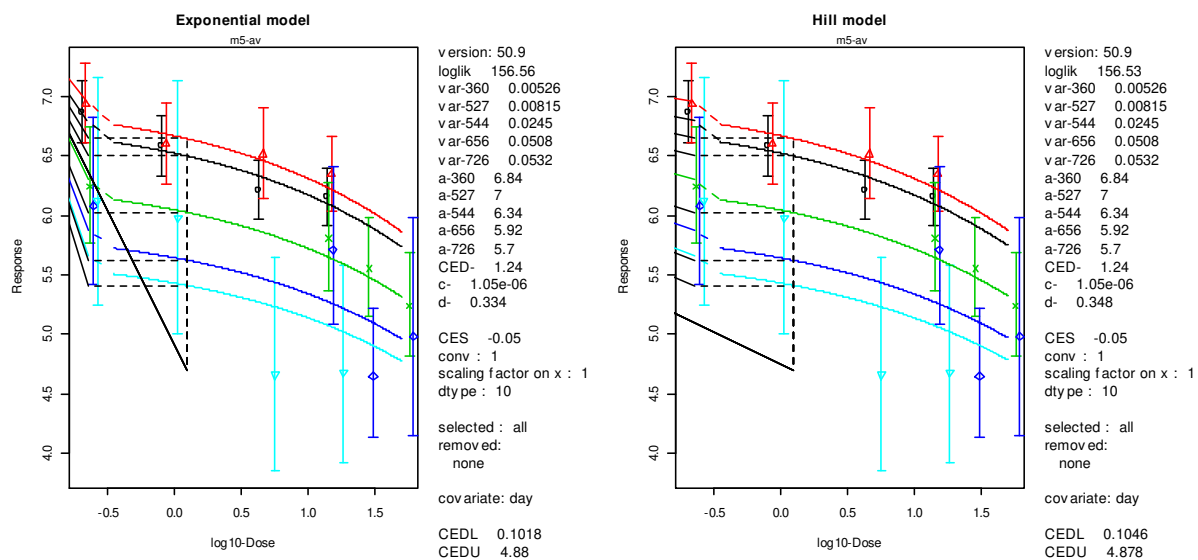 Exponential model
m5-av
7.0
6.5
6.0
5.5
5.0
4.5
4.0
Response
-0.5
0.0
0.5
1.0
1.5
log10-Dose
version: 50.9
loglik 156.56
var-360 0.00526
var-527 0.00815
var-544 0.0245
var-656 0.0508
var-726 0.0532
a-360 6.84
a-527 7
a-544 6.34
a-656 5.92
a-726 5.7
CED- 1.24
c- 1.05e-06
d- 0.334
CES -0.05
conv : 1
scaling factor on x : 1
dtype : 10
selected : all
removed:
none
covariate: day
CEDL 0.1018
CEDU 4.88
Hill model
m5-av
7.0
6.5
6.0
5.5
5.0
4.5
4.0
Response
-0.5
0.0
0.5
1.0
1.5
log10-Dose
version: 50.9
loglik 156.53
var-360 0.00526
var-527 0.00815
var-544 0.0245
var-656 0.0508
var-726 0.0532
a-360 6.84
a-527 7
a-544 6.34
a-656 5.92
a-726 5.7
CED- 1.24
c- 1.05e-06
d- 0.348
CES -0.05
conv : 1
scaling factor on x : 1
dtype : 10
selected : all
removed:
none
covariate: day
CEDL 0.1046
CEDU 4.878